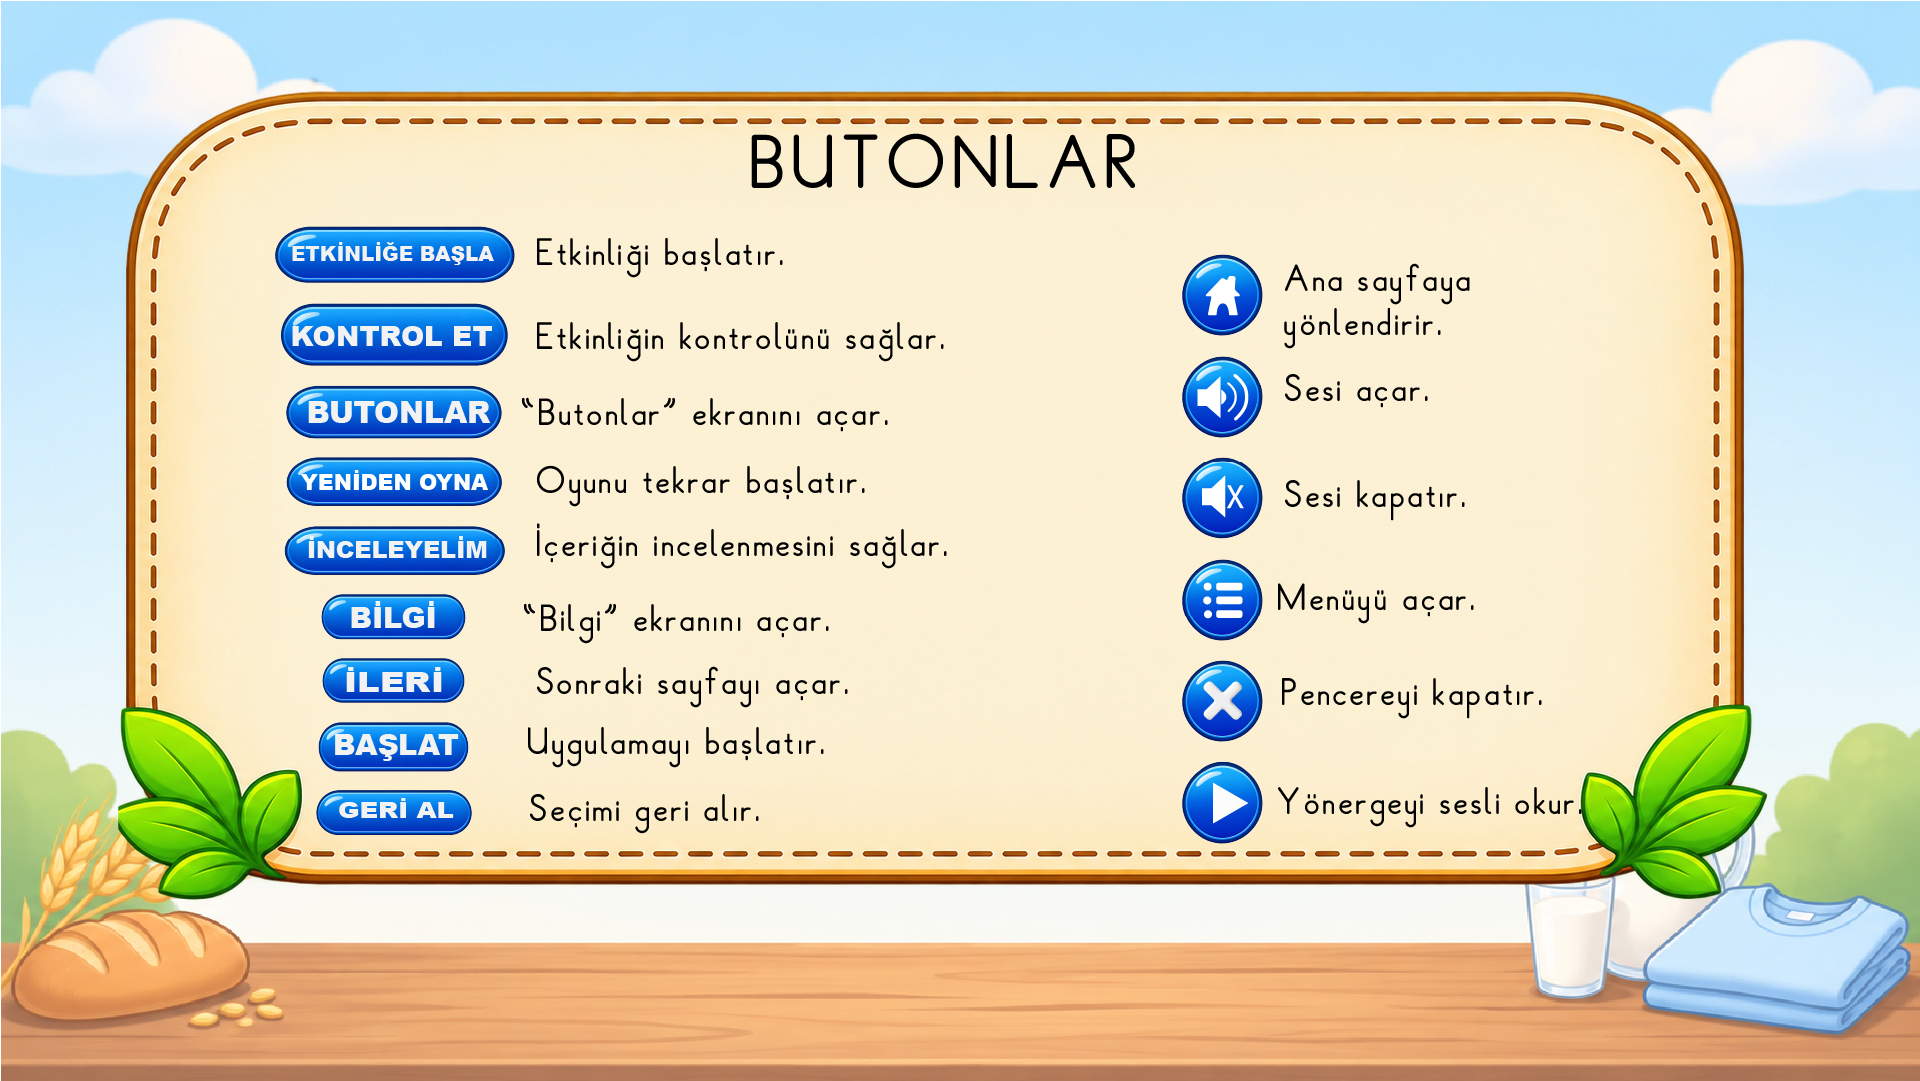 BUTONLAR
ETKİNLİĞE BAŞLA Etkinliği başlatır.
KONTROL ET Etkinliğin kontrolünü sağlar.
BUTONLAR “Butonlar” ekranını açar.
YENİDEN OYNA Oyunu tekrar başlatır.
İNCELEYELİM İçeriğin incelenmesini sağlar.
BİLGİ “Bilgi” ekranını açar.
İLERİ Sonraki sayfayı açar.
BAŞLAT Uygulamayı başlatır.
GERİ AL Seçimi geri alır.
Ana sayfaya
yönlendirir.
Sesi açar.
Sesi kapatır.
Menüyü açar.
Pencereyi kapatır.
Yönergeyi sesli okur.